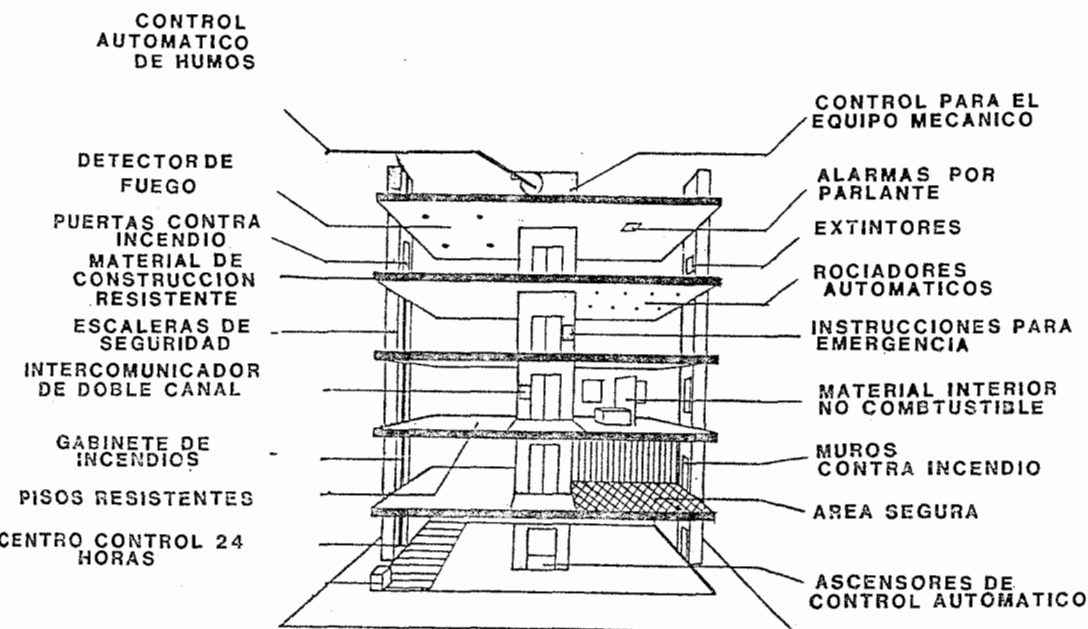 CONTROL
AUTOMATICO
DE HUMOS
DETECTOR DE
FUEGO
PUERTAS CONTRA
INCENDIO
MATERIAL DE
CONSTRUCCION
RESISTENTE
ESCALERAS DE
SEGURIDAD
INTERCOMUNICADOR
DE DOBLE CANAL
GABINETE DE
INCENDIOS
PISOS RESISTENTES
CENTRO CONTROL 24
HORAS
CONTROL PARA EL
EQUIPO MECANICO
ALARMAS POR
PARLANTE
EXTINTORES
ROCIADORES
AUTOMATICOS
INSTRUCCIONES PARA
EMERGENCIA
MATERIAL INTERIOR
NO COMBTUSTIBLE
MUROS
CONTRA INCENDIO
AREA SEGURA
ASCENSORES DE
CONTROL AUTOMATICO